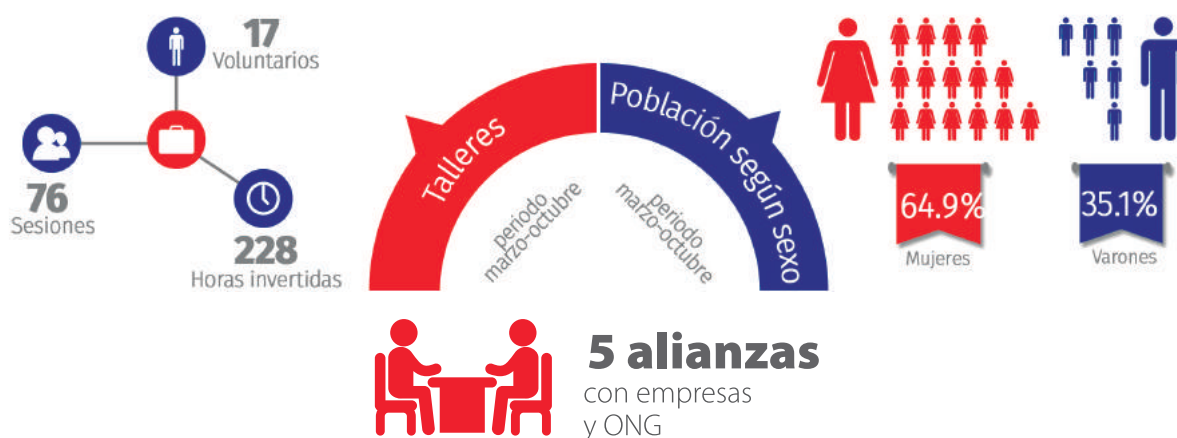 17
Voluntarios
76
Sesiones
228
Horas invertidas
Talleres
periodo
marzo-octubre
Población según sexo
periodo
marzo-octubre
64.9%
Mujeres
35.1%
Varones
5 alianzas
con empresas
y ONG